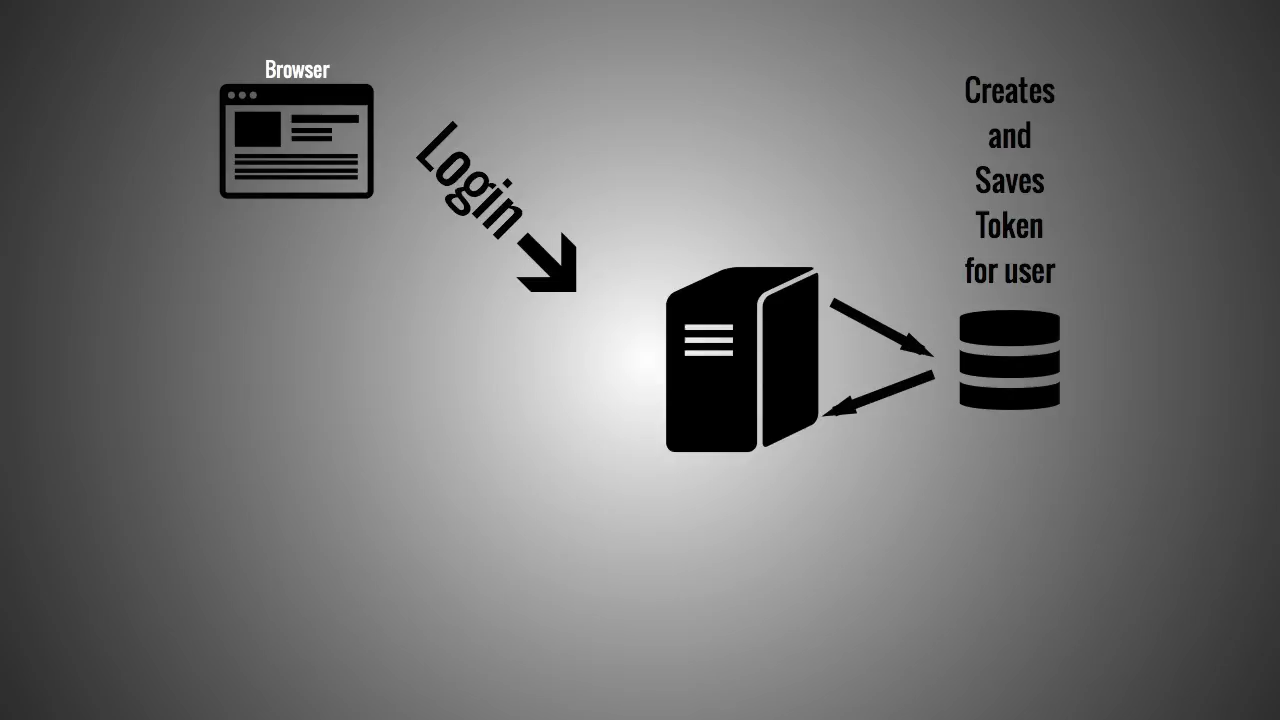 Browser
Login
Creates
and
Saves
Token
for user